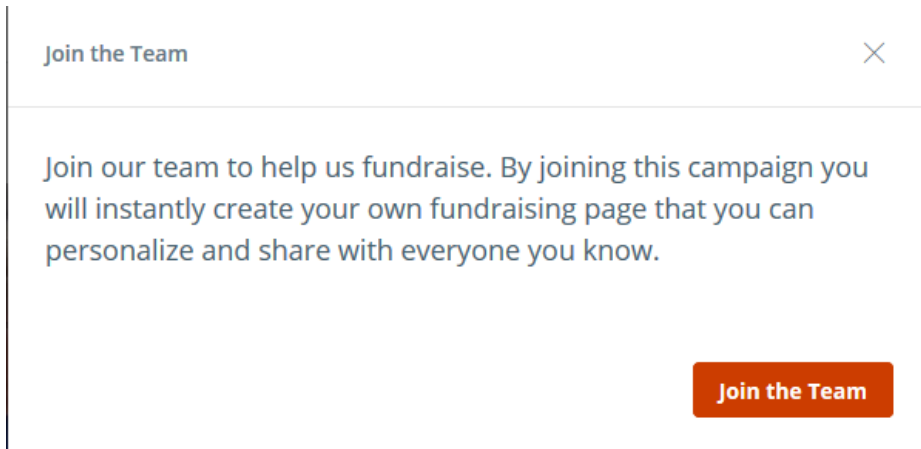 Join the Team
Join our team to help us fundraise. By joining this campaign you
will instantly create your own fundraising page that you can
personalize and share with everyone you know.
Join the Team